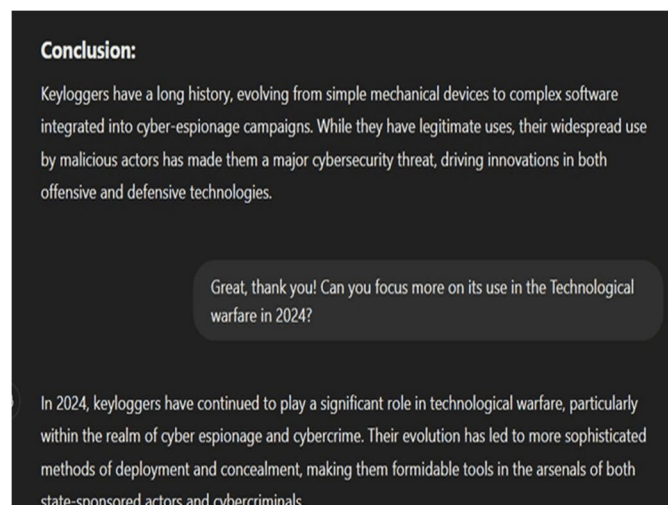 Conclusion:
Keyloggers have a long history, evolving from simple mechanical devices to complex software
integrated into cyber-espionage campaigns. While they have legitimate uses, their widespread use
by malicious actors has made them a major cybersecurity threat, driving innovations in both
offensive and defensive technologies.
Great, thank you! Can you focus more on its use in the Technological
warfare in 2024?
In 2024, keyloggers have continued to play a significant role in technological warfare, particularly
within the realm of cyber espionage and cybercrime. Their evolution has led to more sophisticated
methods of deployment and concealment, making them formidable tools in the arsenals of both
state-sponsored actors and cybercriminals